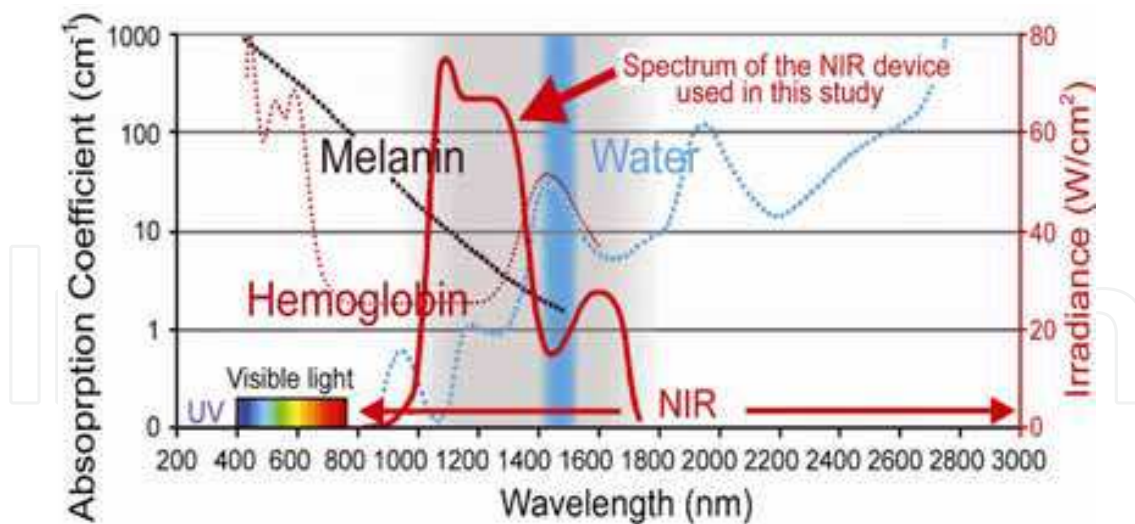 Absoprption Coefficient (cm⁻¹)
1000
100
10
1
0
Spectrum of the NIR device
used in this study
Melanin
Water
Hemoglobin
Visible light
UV
NIR
80
60
40
20
0
Irradiance (W/cm²)
200 400 600 800 1000 1200 1400 1600 1800 2000 2200 2400 2600 2800 3000
Wavelength (nm)